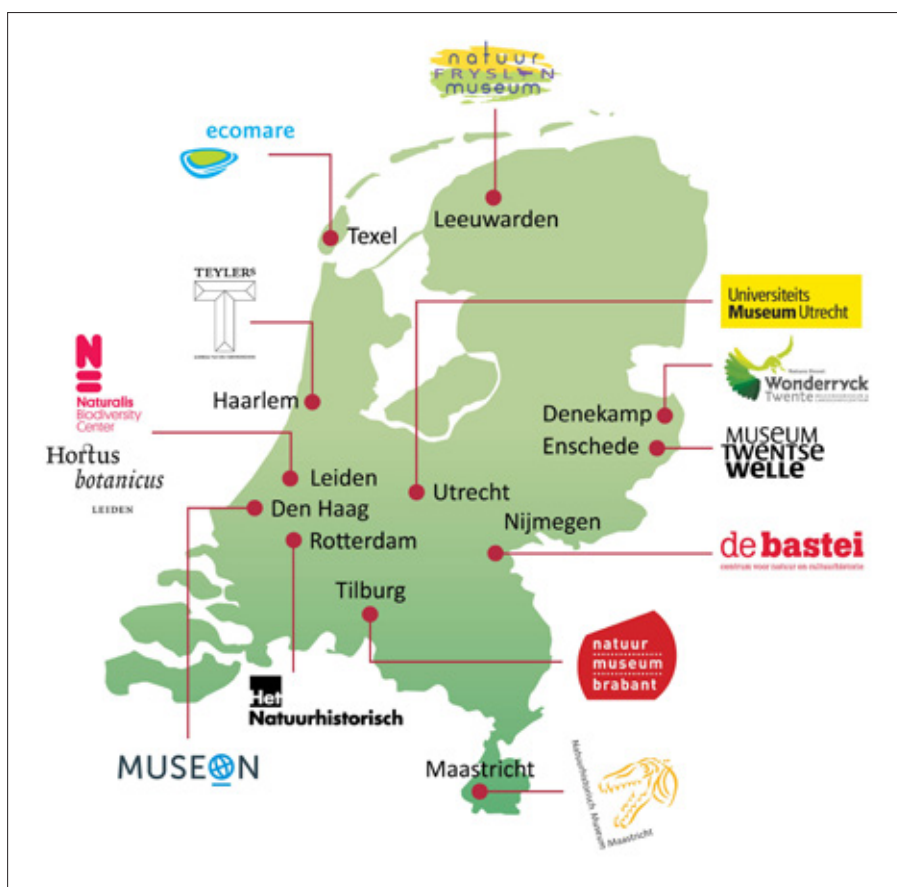 natuur
FRYSLÂN
museum
ecomare
Leeuwarden
Texel
TEYLERS
Universiteits
Museum Utrecht
Naturalis
Biodiversity
Center
Haarlem
Denekamp
Wonderryck
Twente
Enschede
MUSEUM
TWENTSE
WELLE
Hortus
botanicus
LEIDEN
Leiden
Utrecht
Den Haag
Nijmegen
Rotterdam
de bastei
centrum voor natuur en cultuurhistorie
Tilburg
natuur
museum
brabant
Het
Natuurhistorisch
MUSEON
Maastricht
Natuurhistorisch Museum
Maastricht